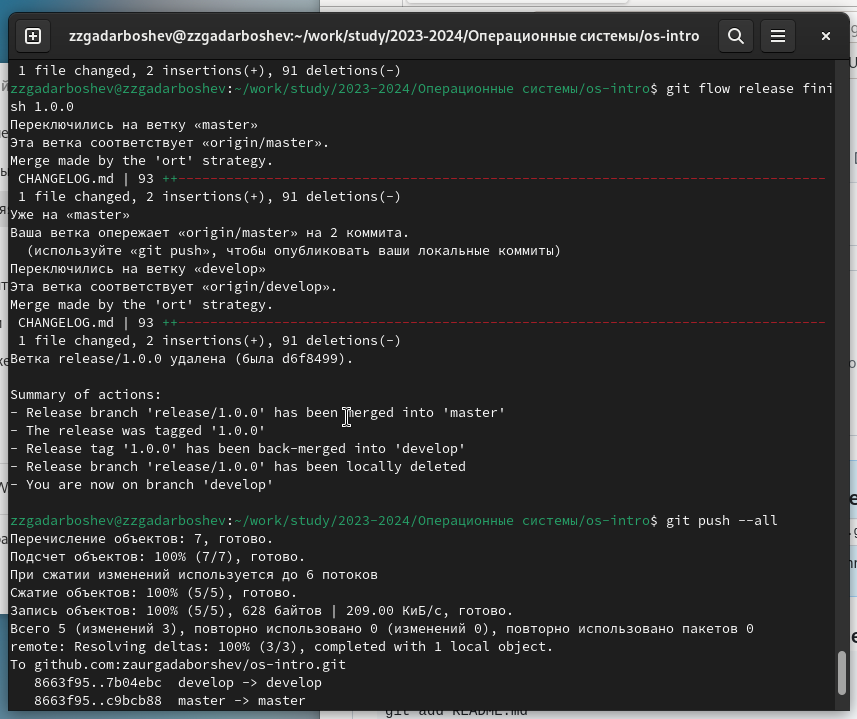 zzgadarboshev@zzgadarboshev:~/work/study/2023-2024/Операционные системы/os-intro
1 file changed, 2 insertions(+), 91 deletions(-)
zzgadarboshev@zzgadarboshev:~/work/study/2023-2024/Операционные системы/os-intro$ git flow release fini
sh 1.0.0
Переключились на ветку «master»
Эта ветка соответствует «origin/master».
Merge made by the 'ort' strategy.
CHANGELOG.md | 93 ++---------------------------------------------------------------------------------
1 file changed, 2 insertions(+), 91 deletions(-)
Уже на «master»
Ваша ветка опережает «origin/master» на 2 коммита.
(используйте «git push», чтобы опубликовать ваши локальные коммиты)
Переключились на ветку «develop»
Эта ветка соответствует «origin/develop».
Merge made by the 'ort' strategy.
CHANGELOG.md | 93 ++---------------------------------------------------------------------------------
1 file changed, 2 insertions(+), 91 deletions(-)
Ветка release/1.0.0 удалена (была d6f8499).
Summary of actions:
- Release branch 'release/1.0.0' has been merged into 'master'
- The release was tagged '1.0.0'
- Release tag '1.0.0' has been back-merged into 'develop'
- Release branch 'release/1.0.0' has been locally deleted
- You are now on branch 'develop'
zzgadarboshev@zzgadarboshev:~/work/study/2023-2024/Операционные системы/os-intro$ git push --all
Перечисление объектов: 7, готово.
Подсчет объектов: 100% (7/7), готово.
При сжатии изменений используется до 6 потоков
Сжатие объектов: 100% (5/5), готово.
Запись объектов: 100% (5/5), 628 байтов | 209.00 КиБ/с, готово.
Всего 5 (изменений 3), повторно использовано 0 (изменений 0), повторно использовано пакетов 0
remote: Resolving deltas: 100% (3/3), completed with 1 local object.
To github.com:zaurgadaborshev/os-intro.git
8663f95..7b04ebc  develop -> develop
8663f95..c9bcb88  master -> master
git add README.md